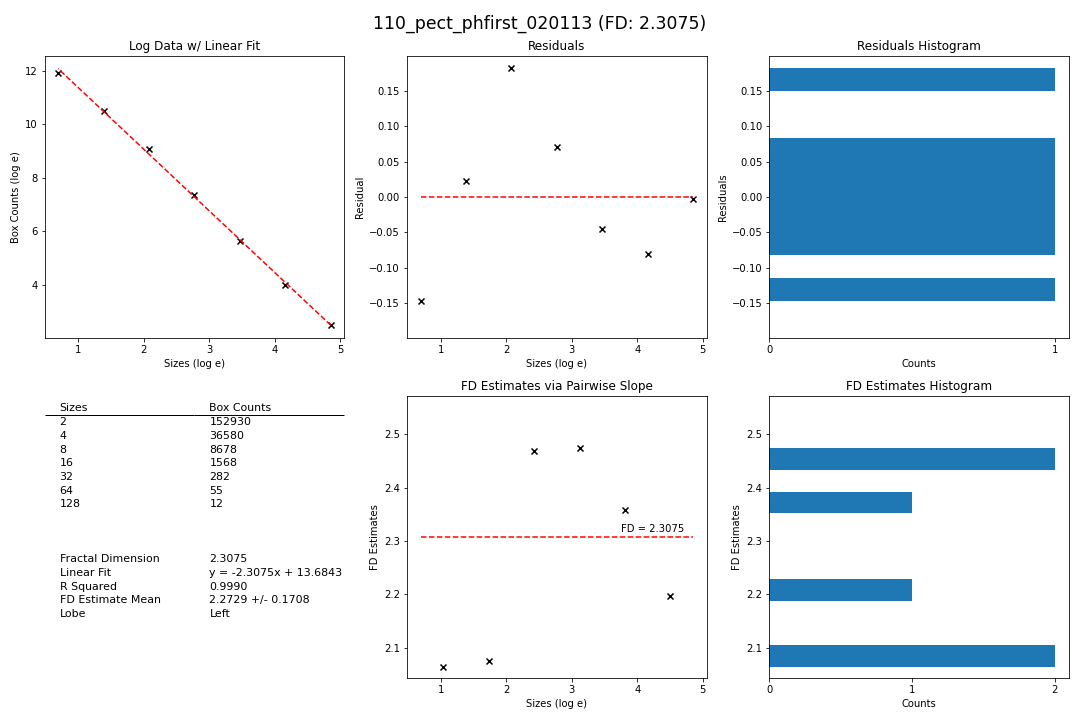 110_pect_phfirst_020113 (FD: 2.3075)
Log Data w/ Linear Fit
Box Counts (log e)
12
10
8
6
4
1 2 3 4 5
Sizes (log e)
Residuals
Residual
0.15
0.10
0.05
0.00
−0.05
−0.10
−0.15
1 2 3 4 5
Sizes (log e)
Residuals Histogram
Residuals
0.15
0.10
0.05
0.00
−0.05
−0.10
−0.15
0 1
Counts
Sizes Box Counts
2 152930
4 36580
8 8678
16 1568
32 282
64 55
128 12
Fractal Dimension 2.3075
Linear Fit y = -2.3075x + 13.6843
R Squared 0.9990
FD Estimate Mean 2.2729 +/- 0.1708
Lobe Left
FD Estimates via Pairwise Slope
FD Estimates
2.5
2.4
2.3
2.2
2.1
FD = 2.3075
1 2 3 4 5
Sizes (log e)
FD Estimates Histogram
FD Estimates
2.5
2.4
2.3
2.2
2.1
0 1 2
Counts